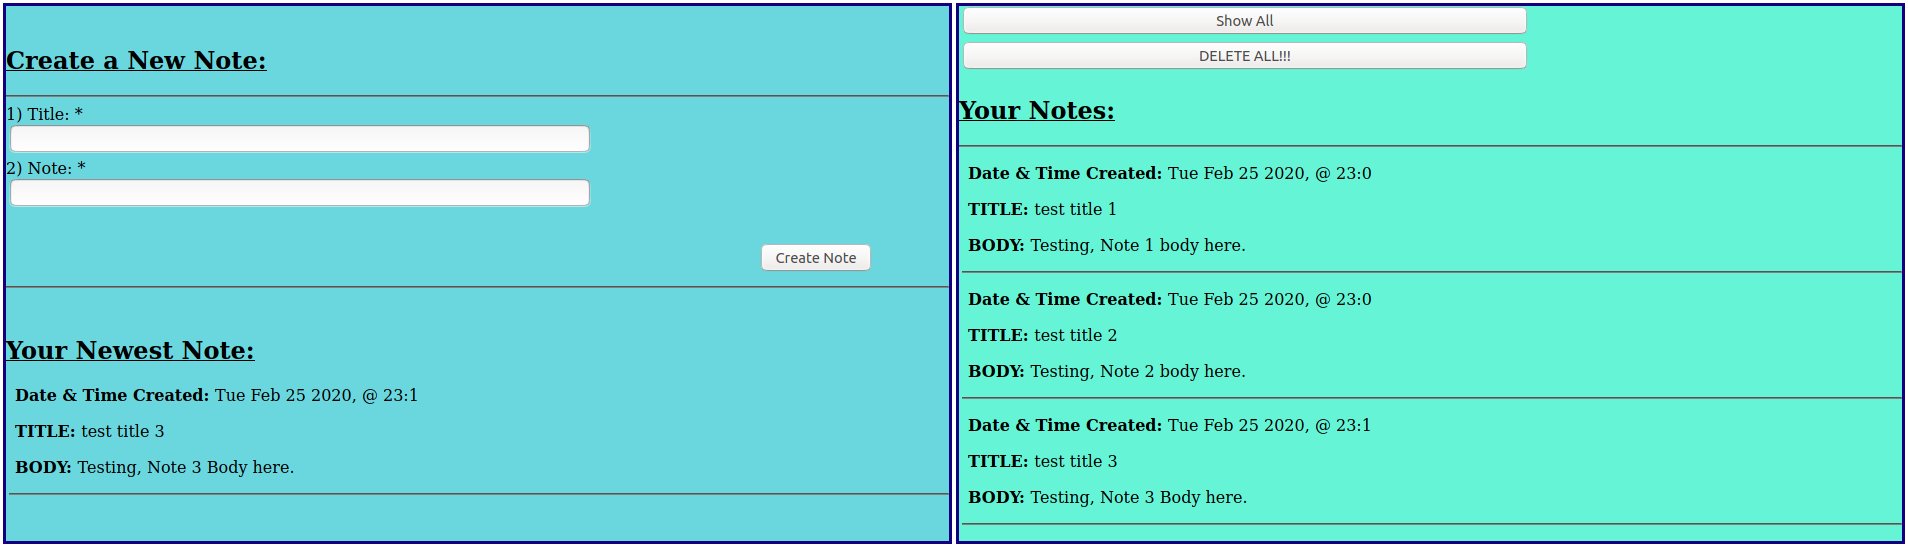 Create a New Note:
1) Title: *
2) Note: *
Create Note
Your Newest Note:
Date & Time Created: Tue Feb 25 2020, @ 23:1
TITLE: test title 3
BODY: Testing, Note 3 Body here.
Show All
DELETE ALL!!!
Your Notes:
Date & Time Created: Tue Feb 25 2020, @ 23:0
TITLE: test title 1
BODY: Testing, Note 1 body here.
Date & Time Created: Tue Feb 25 2020, @ 23:0
TITLE: test title 2
BODY: Testing, Note 2 body here.
Date & Time Created: Tue Feb 25 2020, @ 23:1
TITLE: test title 3
BODY: Testing, Note 3 Body here.